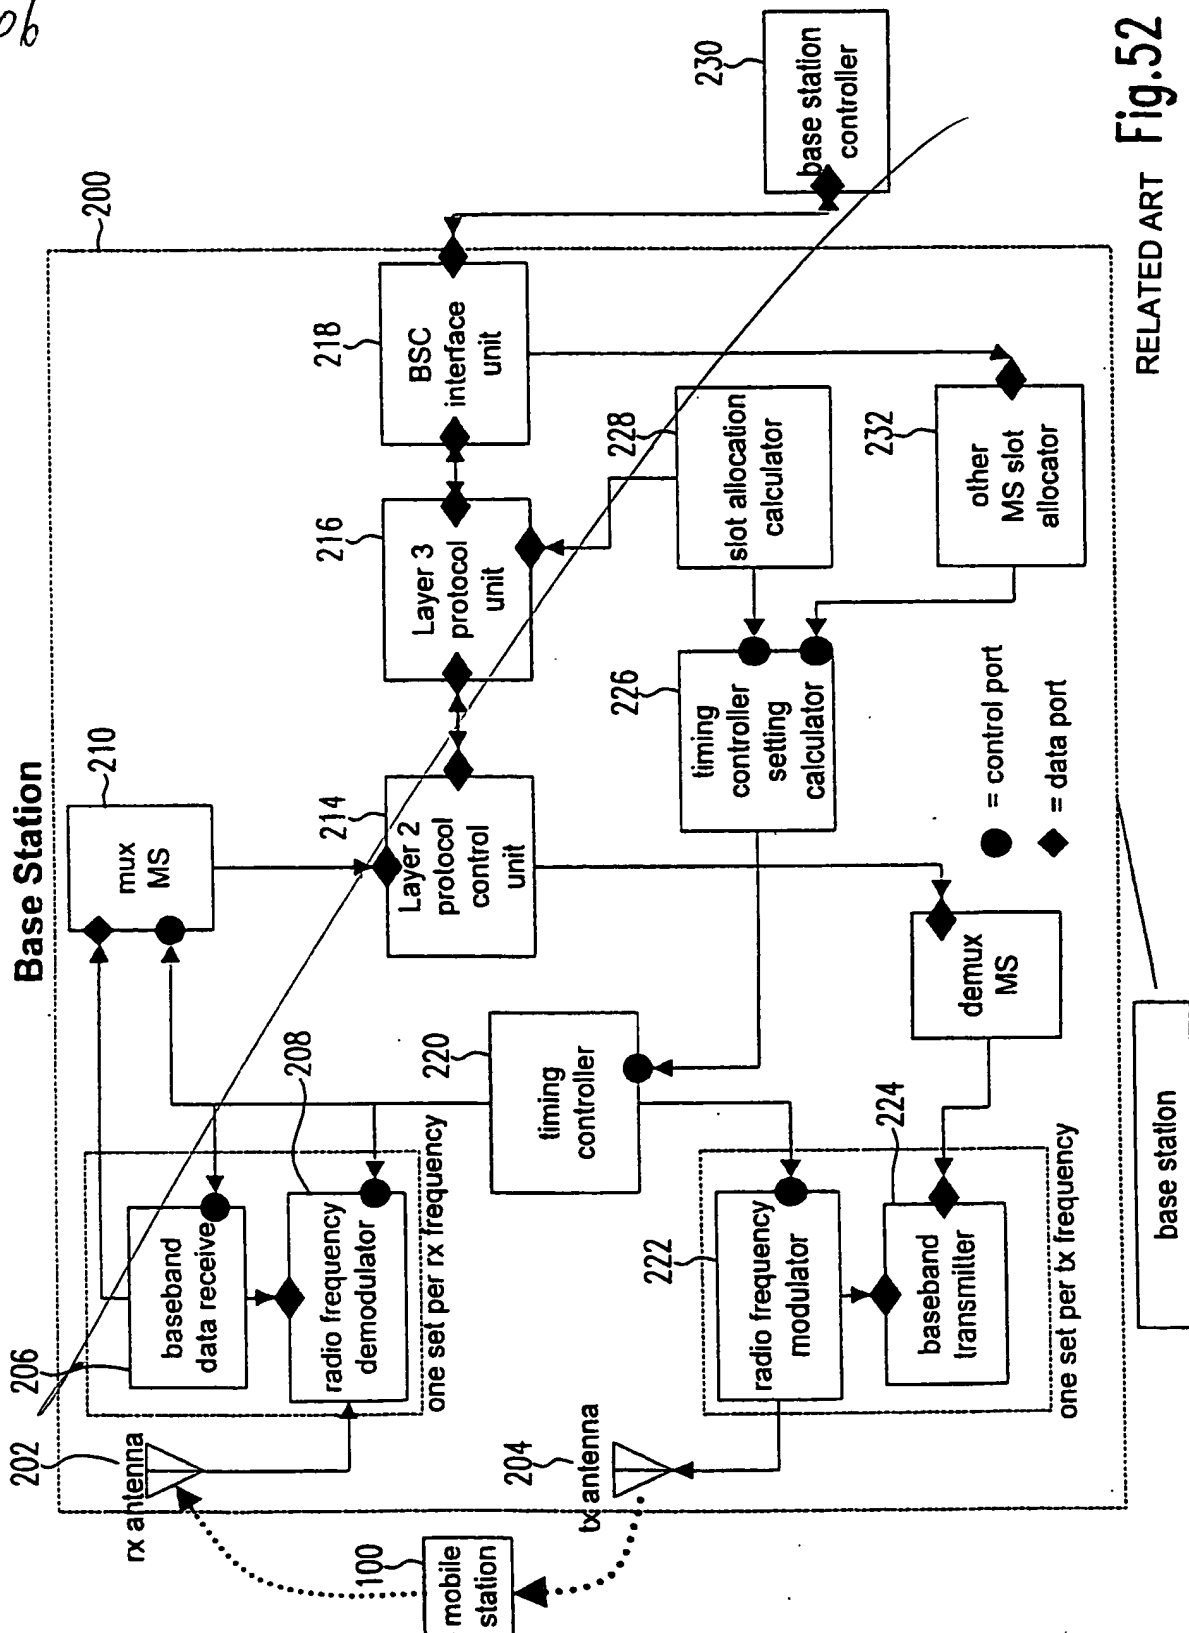 Base Station
200
202
rx antenna
206
baseband
data receive
208
radio frequency
demodulator
one set per rx frequency
210
mux
MS
214
Layer 2
protocol
control
unit
216
Layer 3
protocol
unit
218
BSC
interface
unit
230
base station
controller
220
timing
controller
226
timing
controller
setting
calculator
228
slot allocation
calculator
232
other
MS slot
allocator
100
mobile
station
204
tx antenna
222
radio frequency
modulator
224
baseband
transmitter
one set per tx frequency
demux
MS
= control port
= data port
base station
RELATED ART Fig.52